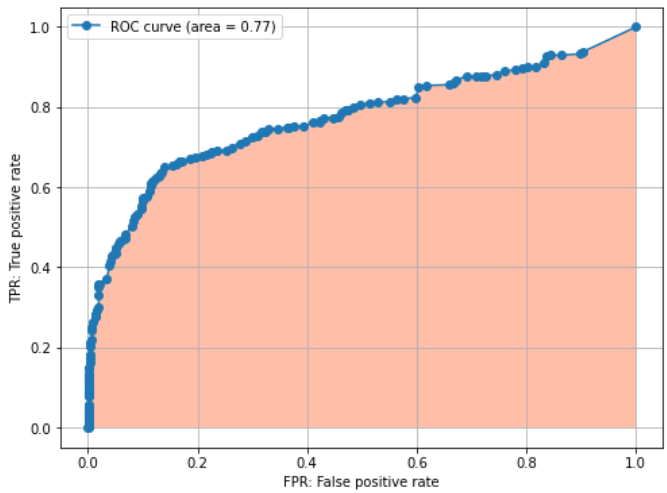 ROC curve (area = 0.77)
TPR: True positive rate
1.0
0.8
0.6
0.4
0.2
0.0
0.0 0.2 0.4 0.6 0.8 1.0
FPR: False positive rate